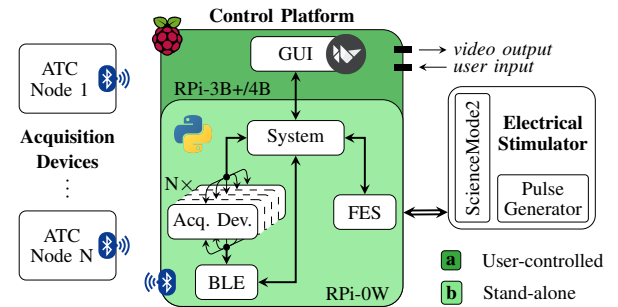 Control Platform
GUI
video output
user input
RPi-3B+/4B
ATC
Node 1
Acquisition
Devices
ATC
Node N
System
N×
Acq. Dev.
FES
BLE
RPi-0W
ScienceMode2
Electrical
Stimulator
Pulse
Generator
a User-controlled
b Stand-alone